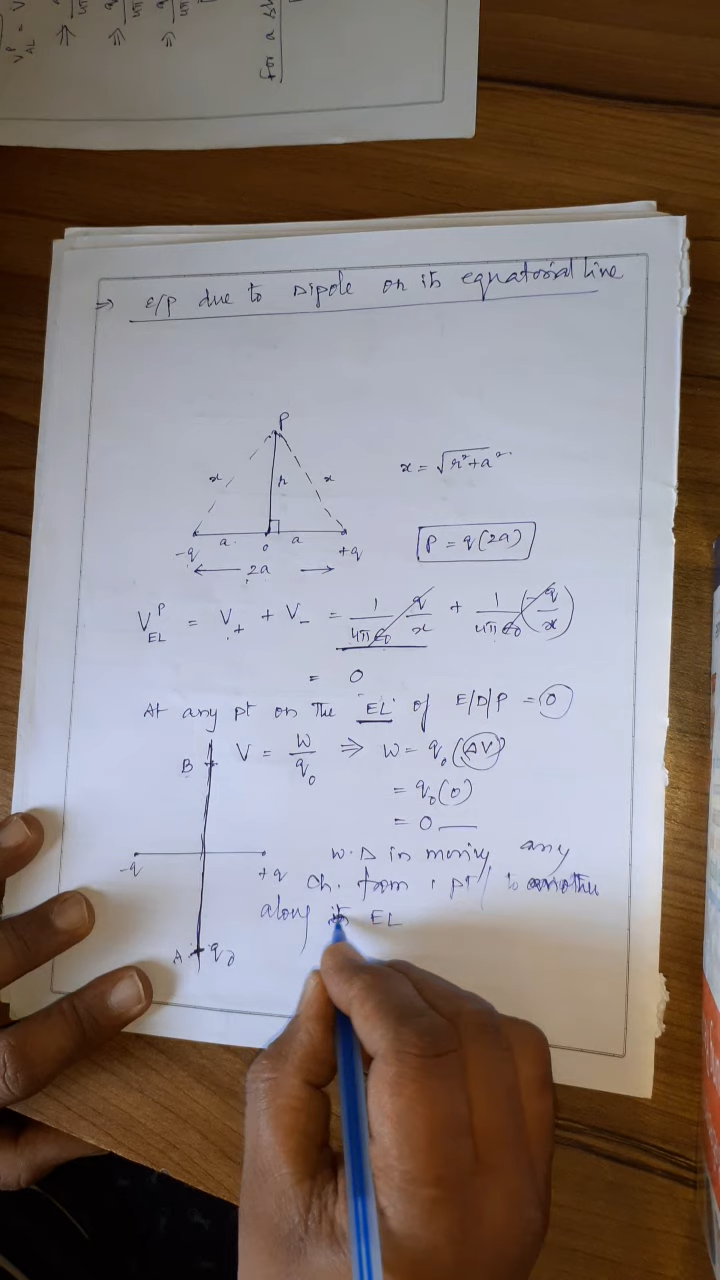 ⇒ E/P due to Dipole on its equatorial line
P
x r x
x = √r²+a²
a o a
-q +q
2a
P = q(2a)
V^P_EL = V₊ + V₋ = 1/4πε₀ q/x + 1/4πε₀ (-q/x)
= 0
At any pt on the EL of E/D/P = 0
B V = W/q₀ ⇒ W = q₀(ΔV)
= q₀(0)
= 0
-q +q
W.D in moving any
ch. from 1 pt to another
along its EL
A q₀
For a